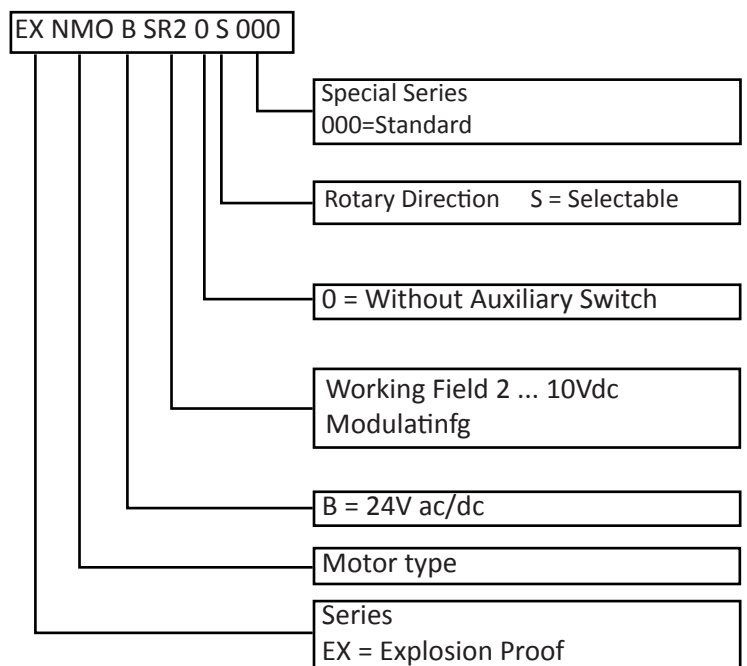 EX NMO B SR2 0 S 000
Special Series
000=Standard
Rotary Direction S = Selectable
0 = Without Auxiliary Switch
Working Field 2 ... 10Vdc
Modulatinfg
B = 24V ac/dc
Motor type
Series
EX = Explosion Proof